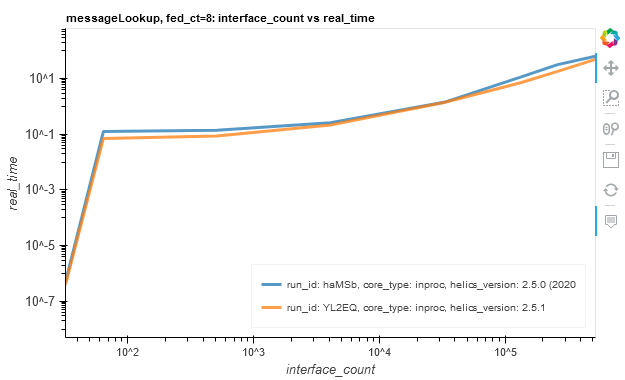 messageLookup, fed_ct=8: interface_count vs real_time
real_time
10^1
10^-1
10^-3
10^-5
10^-7
run_id: haMSb, core_type: inproc, helics_version: 2.5.0 (2020
run_id: YL2EQ, core_type: inproc, helics_version: 2.5.1
10^2 10^3 10^4 10^5
interface_count